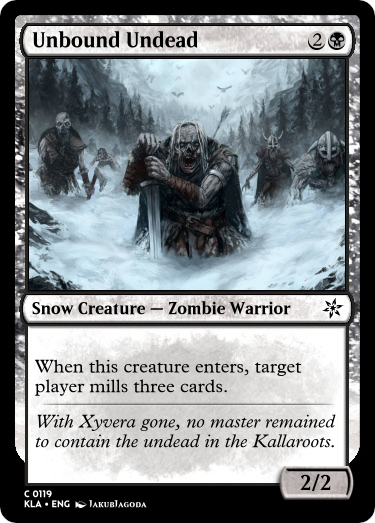 Unbound Undead 2
Snow Creature — Zombie Warrior
When this creature enters, target
player mills three cards.
With Xyvera gone, no master remained
to contain the undead in the Kallaroots.
2/2
C 0119
KLA • ENG JakubJagoda